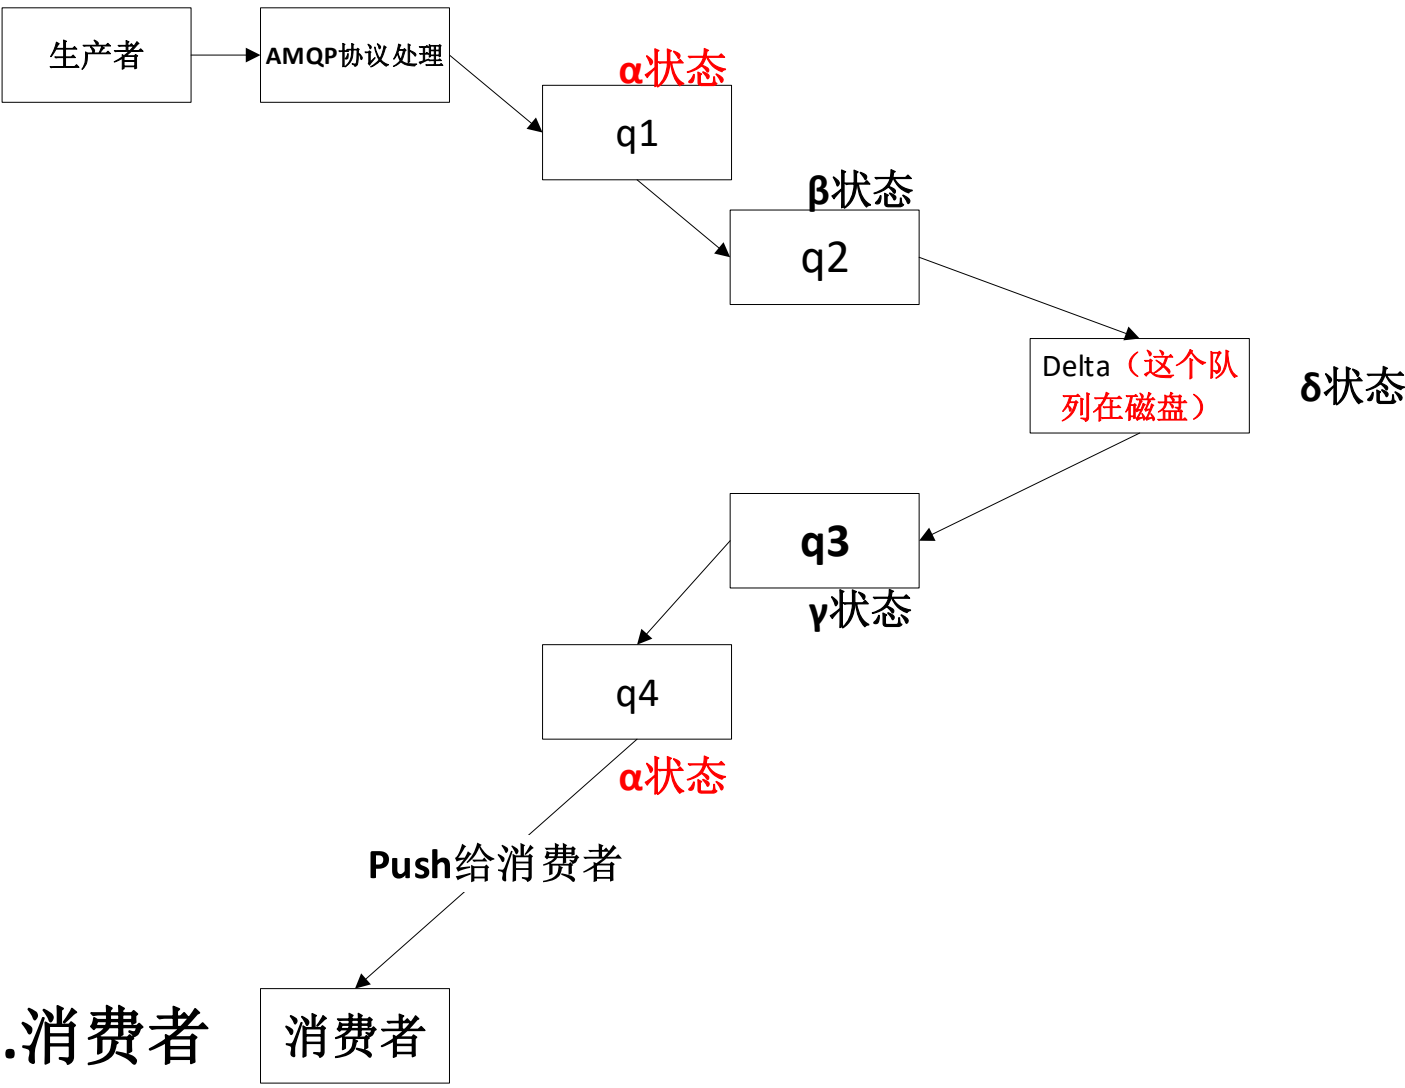 生产者
AMQP协议处理
α状态
q1
β状态
q2
Delta（这个队
列在磁盘）
δ状态
q3
γ状态
q4
α状态
Push给消费者
.消费者
消费者